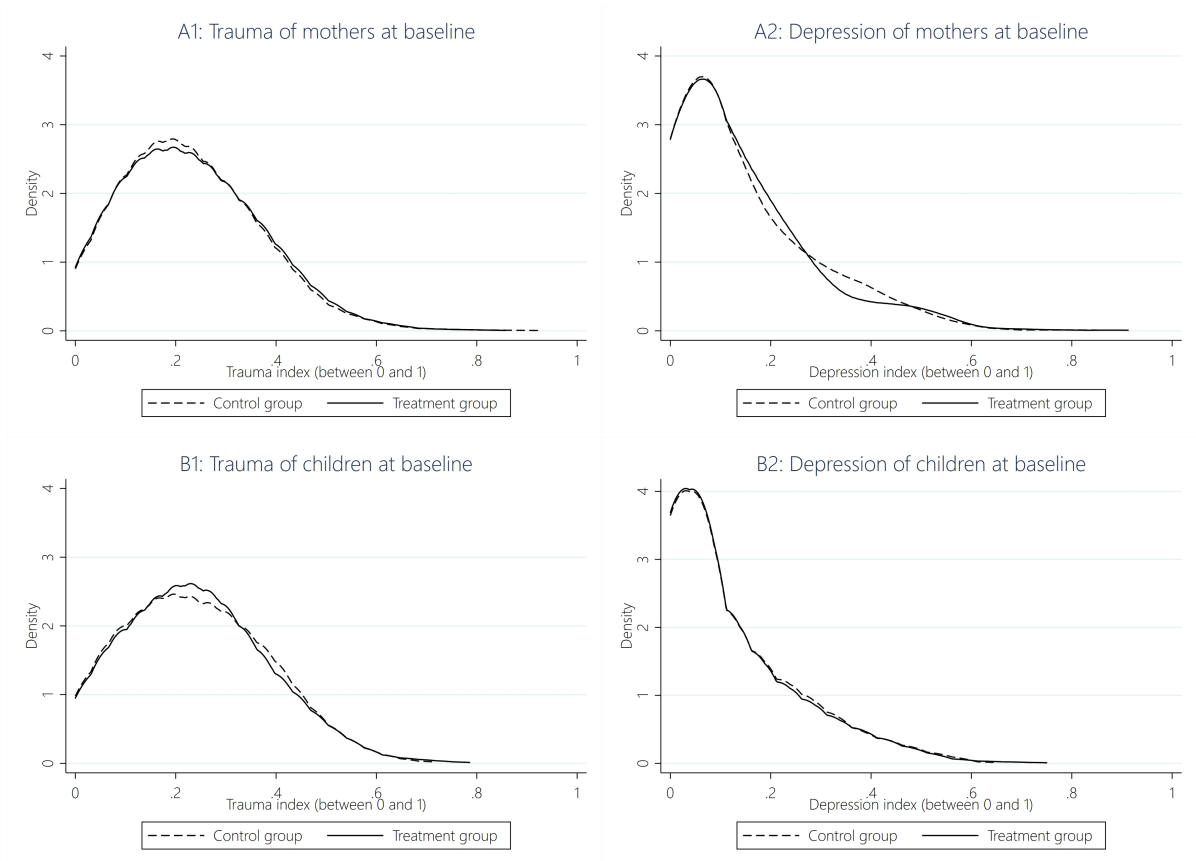 A1: Trauma of mothers at baseline
Density
4
3
2
1
0
0 .2 .4 .6 .8 1
Trauma index (between 0 and 1)
Control group Treatment group
A2: Depression of mothers at baseline
Density
4
3
2
1
0
0 .2 .4 .6 .8 1
Depression index (between 0 and 1)
Control group Treatment group
B1: Trauma of children at baseline
Density
4
3
2
1
0
0 .2 .4 .6 .8 1
Trauma index (between 0 and 1)
Control group Treatment group
B2: Depression of children at baseline
Density
4
3
2
1
0
0 .2 .4 .6 .8 1
Depression index (between 0 and 1)
Control group Treatment group